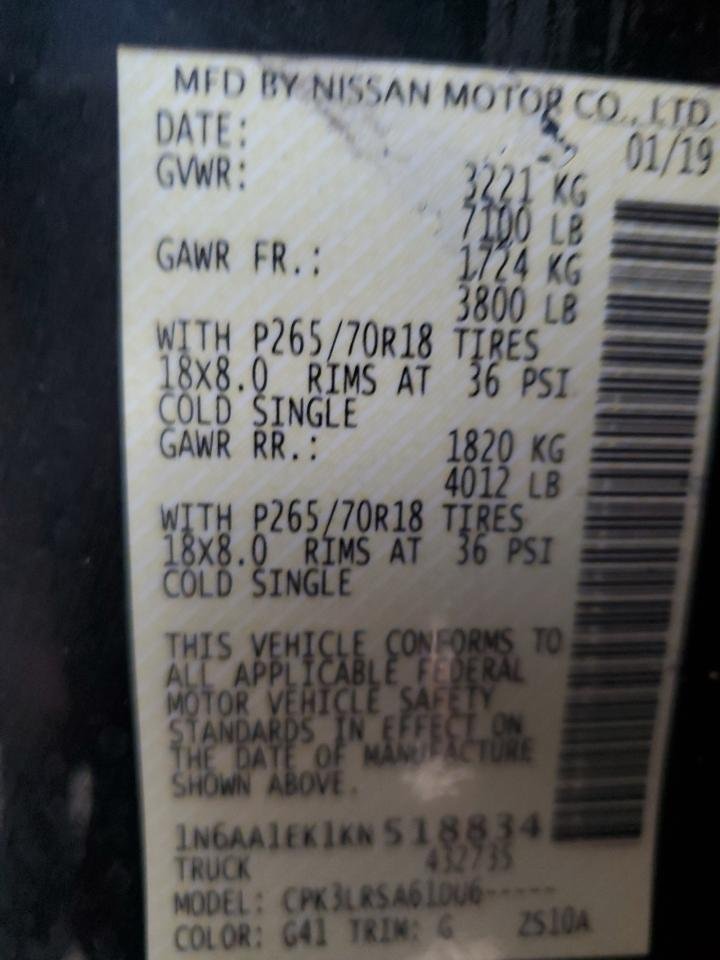 MFD BY NISSAN MOTOR CO., LTD.
DATE: 01/19
GVWR: 3221 KG
7100 LB
GAWR FR.: 1724 KG
3800 LB
WITH P265/70R18 TIRES
18X8.0 RIMS AT 36 PSI
COLD SINGLE
GAWR RR.: 1820 KG
4012 LB
WITH P265/70R18 TIRES
18X8.0 RIMS AT 36 PSI
COLD SINGLE
THIS VEHICLE CONFORMS TO
ALL APPLICABLE FEDERAL
MOTOR VEHICLE SAFETY
STANDARDS IN EFFECT ON
THE DATE OF MANUFACTURE
SHOWN ABOVE.
1N6AA1EK1KN518834
TRUCK 432735
MODEL: CPK3LRSA61DU6-----
COLOR: G41 TRIM: G ZS10A